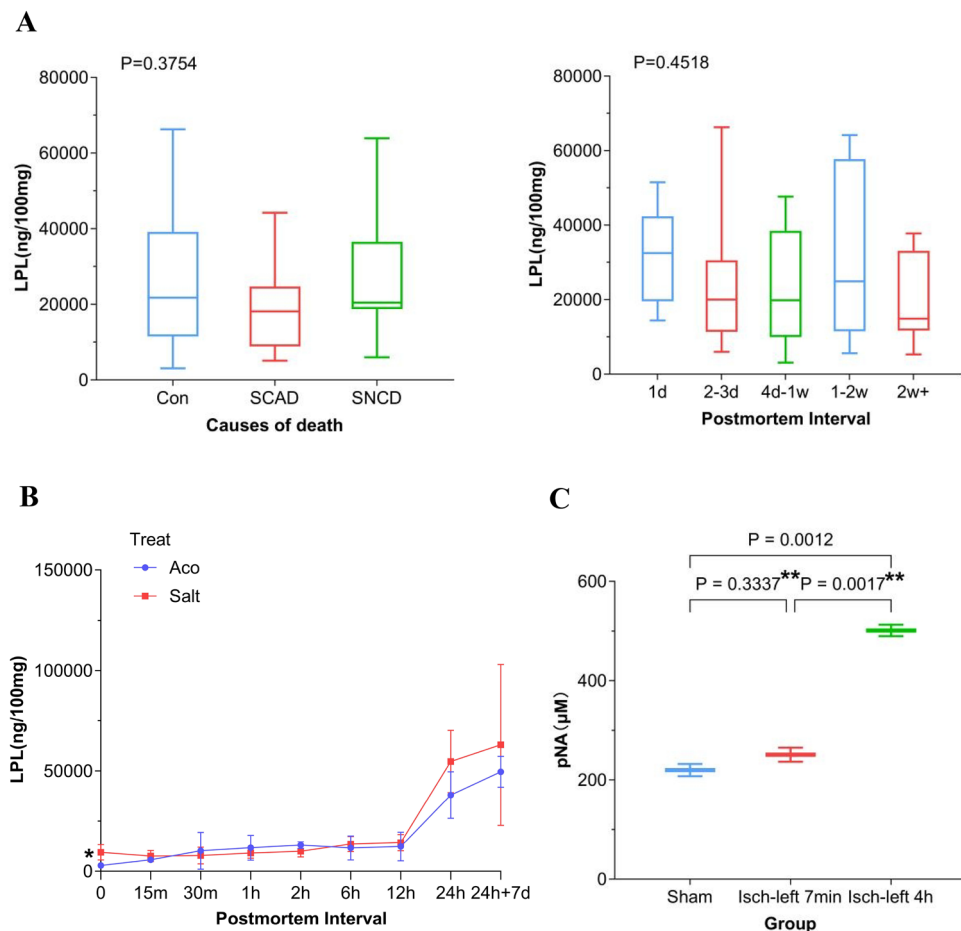 A
P=0.3754
80000
60000
40000
20000
0
LPL(ng/100mg)
Con SCAD SNCD
Causes of death
P=0.4518
80000
60000
40000
20000
0
LPL(ng/100mg)
1d 2-3d 4d-1w 1-2w 2w+
Postmortem Interval
B
Treat
Aco
Salt
150000
100000
50000
0
*
LPL(ng/100mg)
0 15m 30m 1h 2h 6h 12h 24h 24h+7d
Postmortem Interval
C
P = 0.0012
P = 0.3337** P = 0.0017**
600
400
200
0
pNA(μM)
Sham Isch-left 7min Isch-left 4h
Group